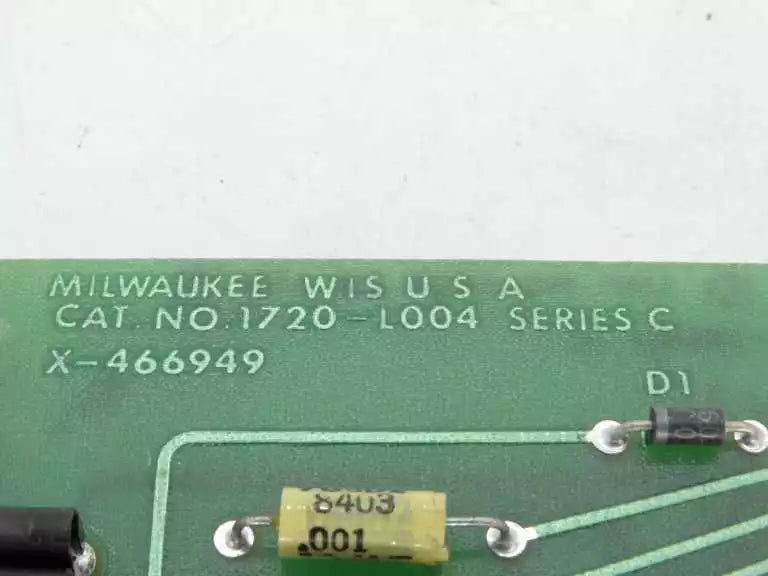 MILWAUKEE WIS U S A
CAT. NO. 1720-L004 SERIES C
X-466949
D1
8403
.001